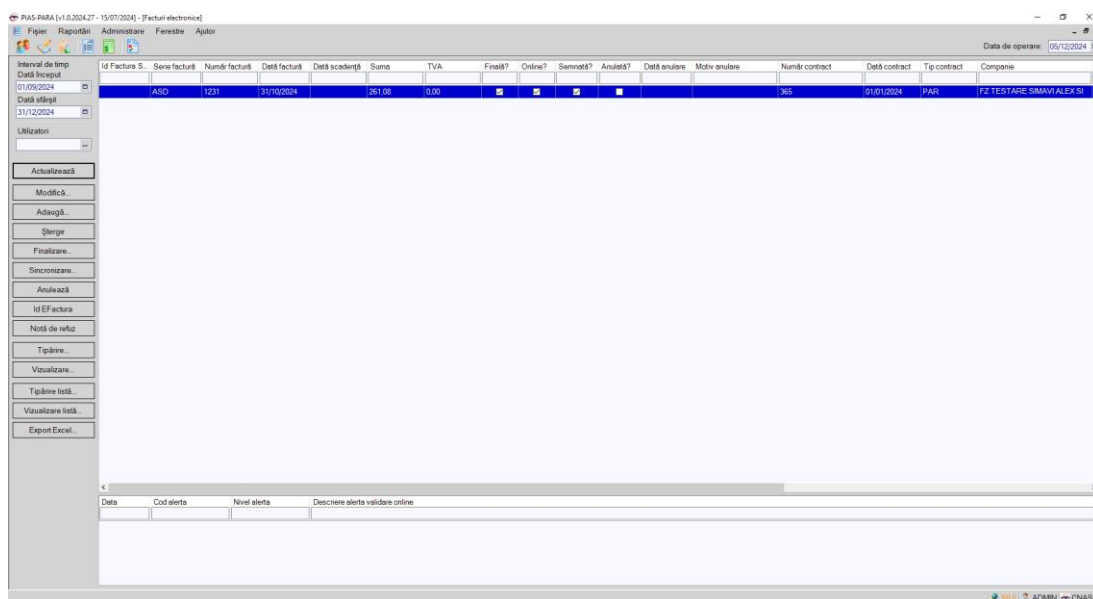 PIAS-PARA [v1.0.2024.27 - 15/07/2024] - [Facturi electronice]
Fișier Raportări Administrare Ferestre Ajutor
Data de operare: 05/12/2024
Interval de timp
Dată început
01/09/2024
Dată sfârșit
31/12/2024
Utilizatori
...
Actualizează
Modifică...
Adaugă...
Șterge
Finalizare...
Sincronizare...
Anulează
Id EFactura
Notă de refuz
Tipărire...
Vizualizare...
Tipărire listă...
Vizualizare listă...
Export Excel...
Id Factura S... Serie factură Număr factură Dată factură Dată scadență Suma TVA Finală? Online? Semnată? Anulată? Dată anulare Motiv anulare Număr contract Dată contract Tip contract Companie
ASD 1231 31/10/2024 261,08 0,00 365 01/01/2024 PAR FZ TESTARE SIMAVI ALEX SI
Data Cod alerta Nivel alerta Descriere alerta validare online
ADMIN CNAS